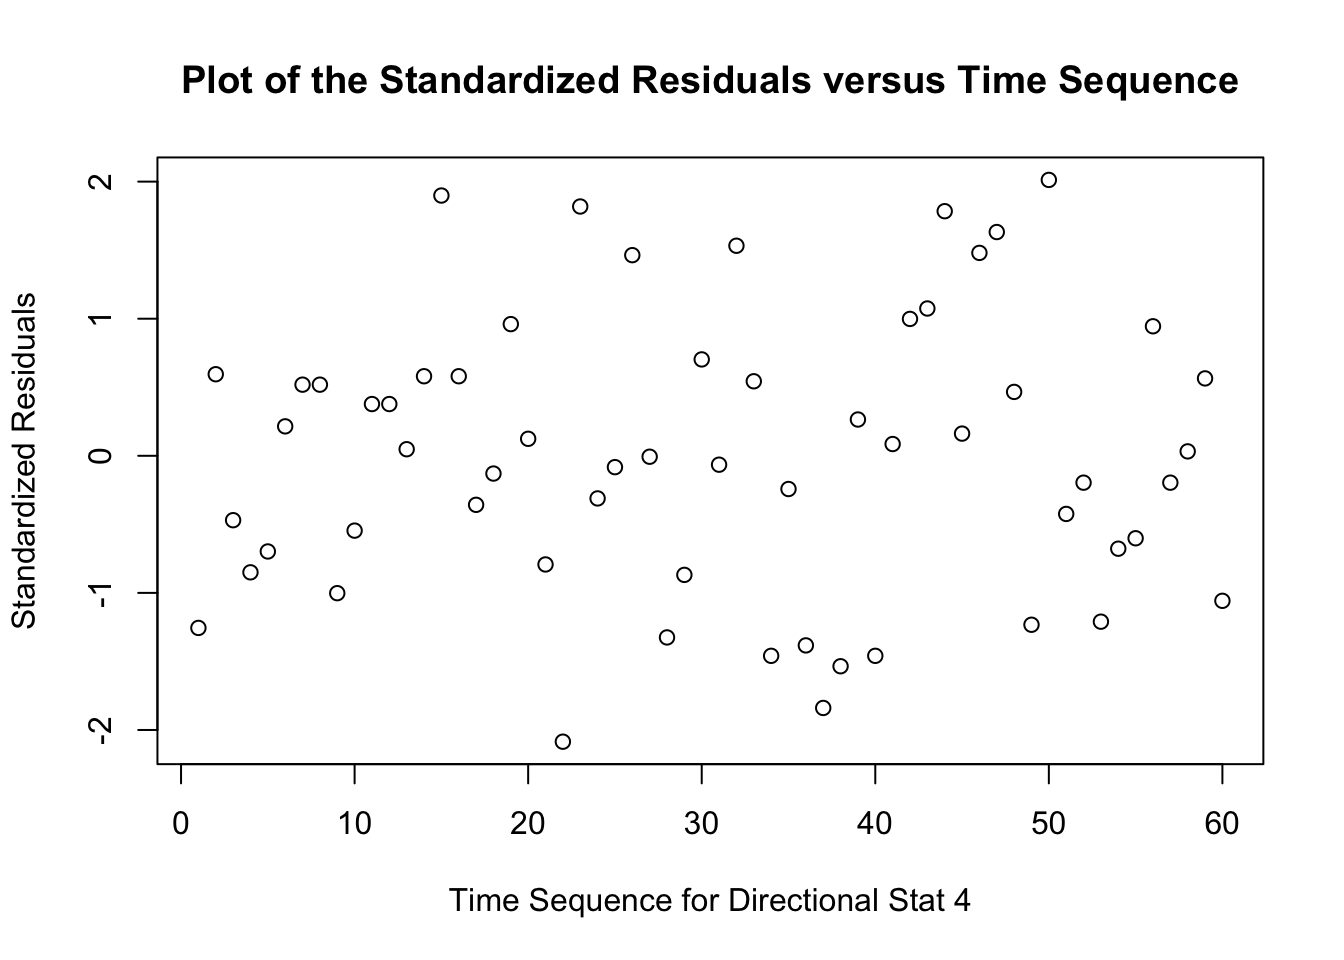 Plot of the Standardized Residuals versus Time Sequence
Standardized Residuals
2
1
0
-1
-2
0 10 20 30 40 50 60
Time Sequence for Directional Stat 4